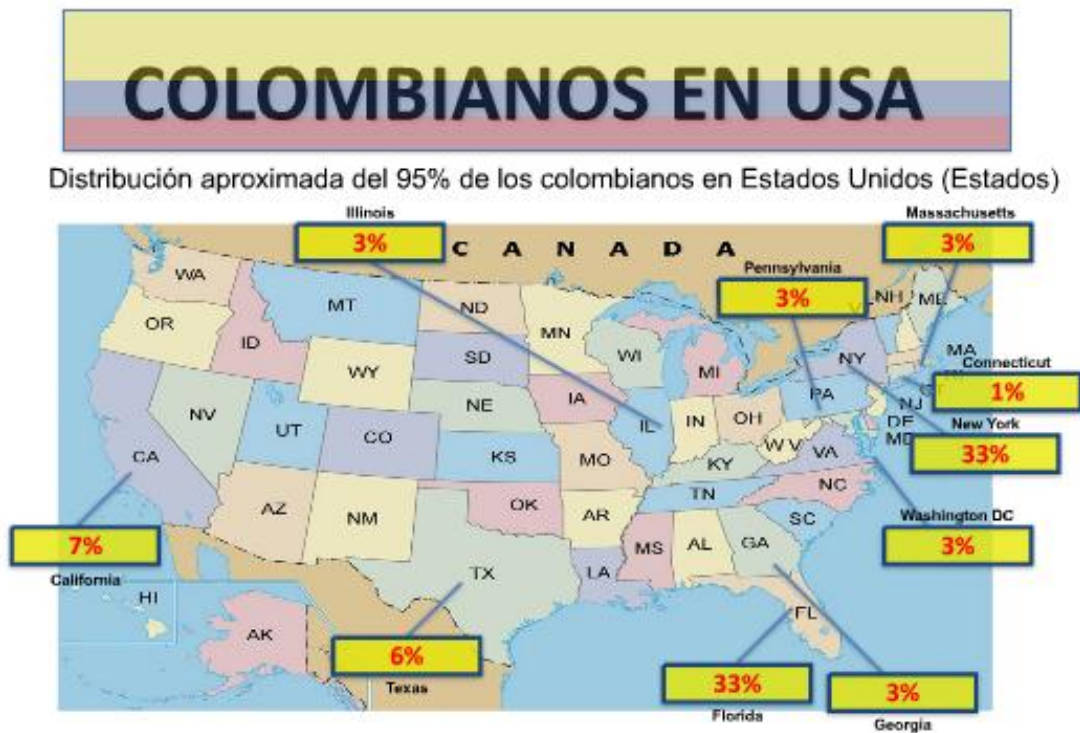 COLOMBIANOS EN USA
Distribución aproximada del 95% de los colombianos en Estados Unidos (Estados)
Illinois
3%
Massachusetts
3%
C A N A D A
Pennsylvania
3%
WA
MT
ND
MN
NH
ME
OR
ID
SD
WI
MI
NY
MA
WY
Connecticut
1%
IA
PA
NJ
NV
NE
IL
IN
OH
DE
MD
New York
33%
UT
CO
CA
KS
MO
WV
VA
KY
NC
TN
AZ
NM
OK
AR
SC
Washington DC
3%
7%
California
MS
AL
GA
TX
LA
HI
FL
AK
6%
Texas
33%
Florida
3%
Georgia